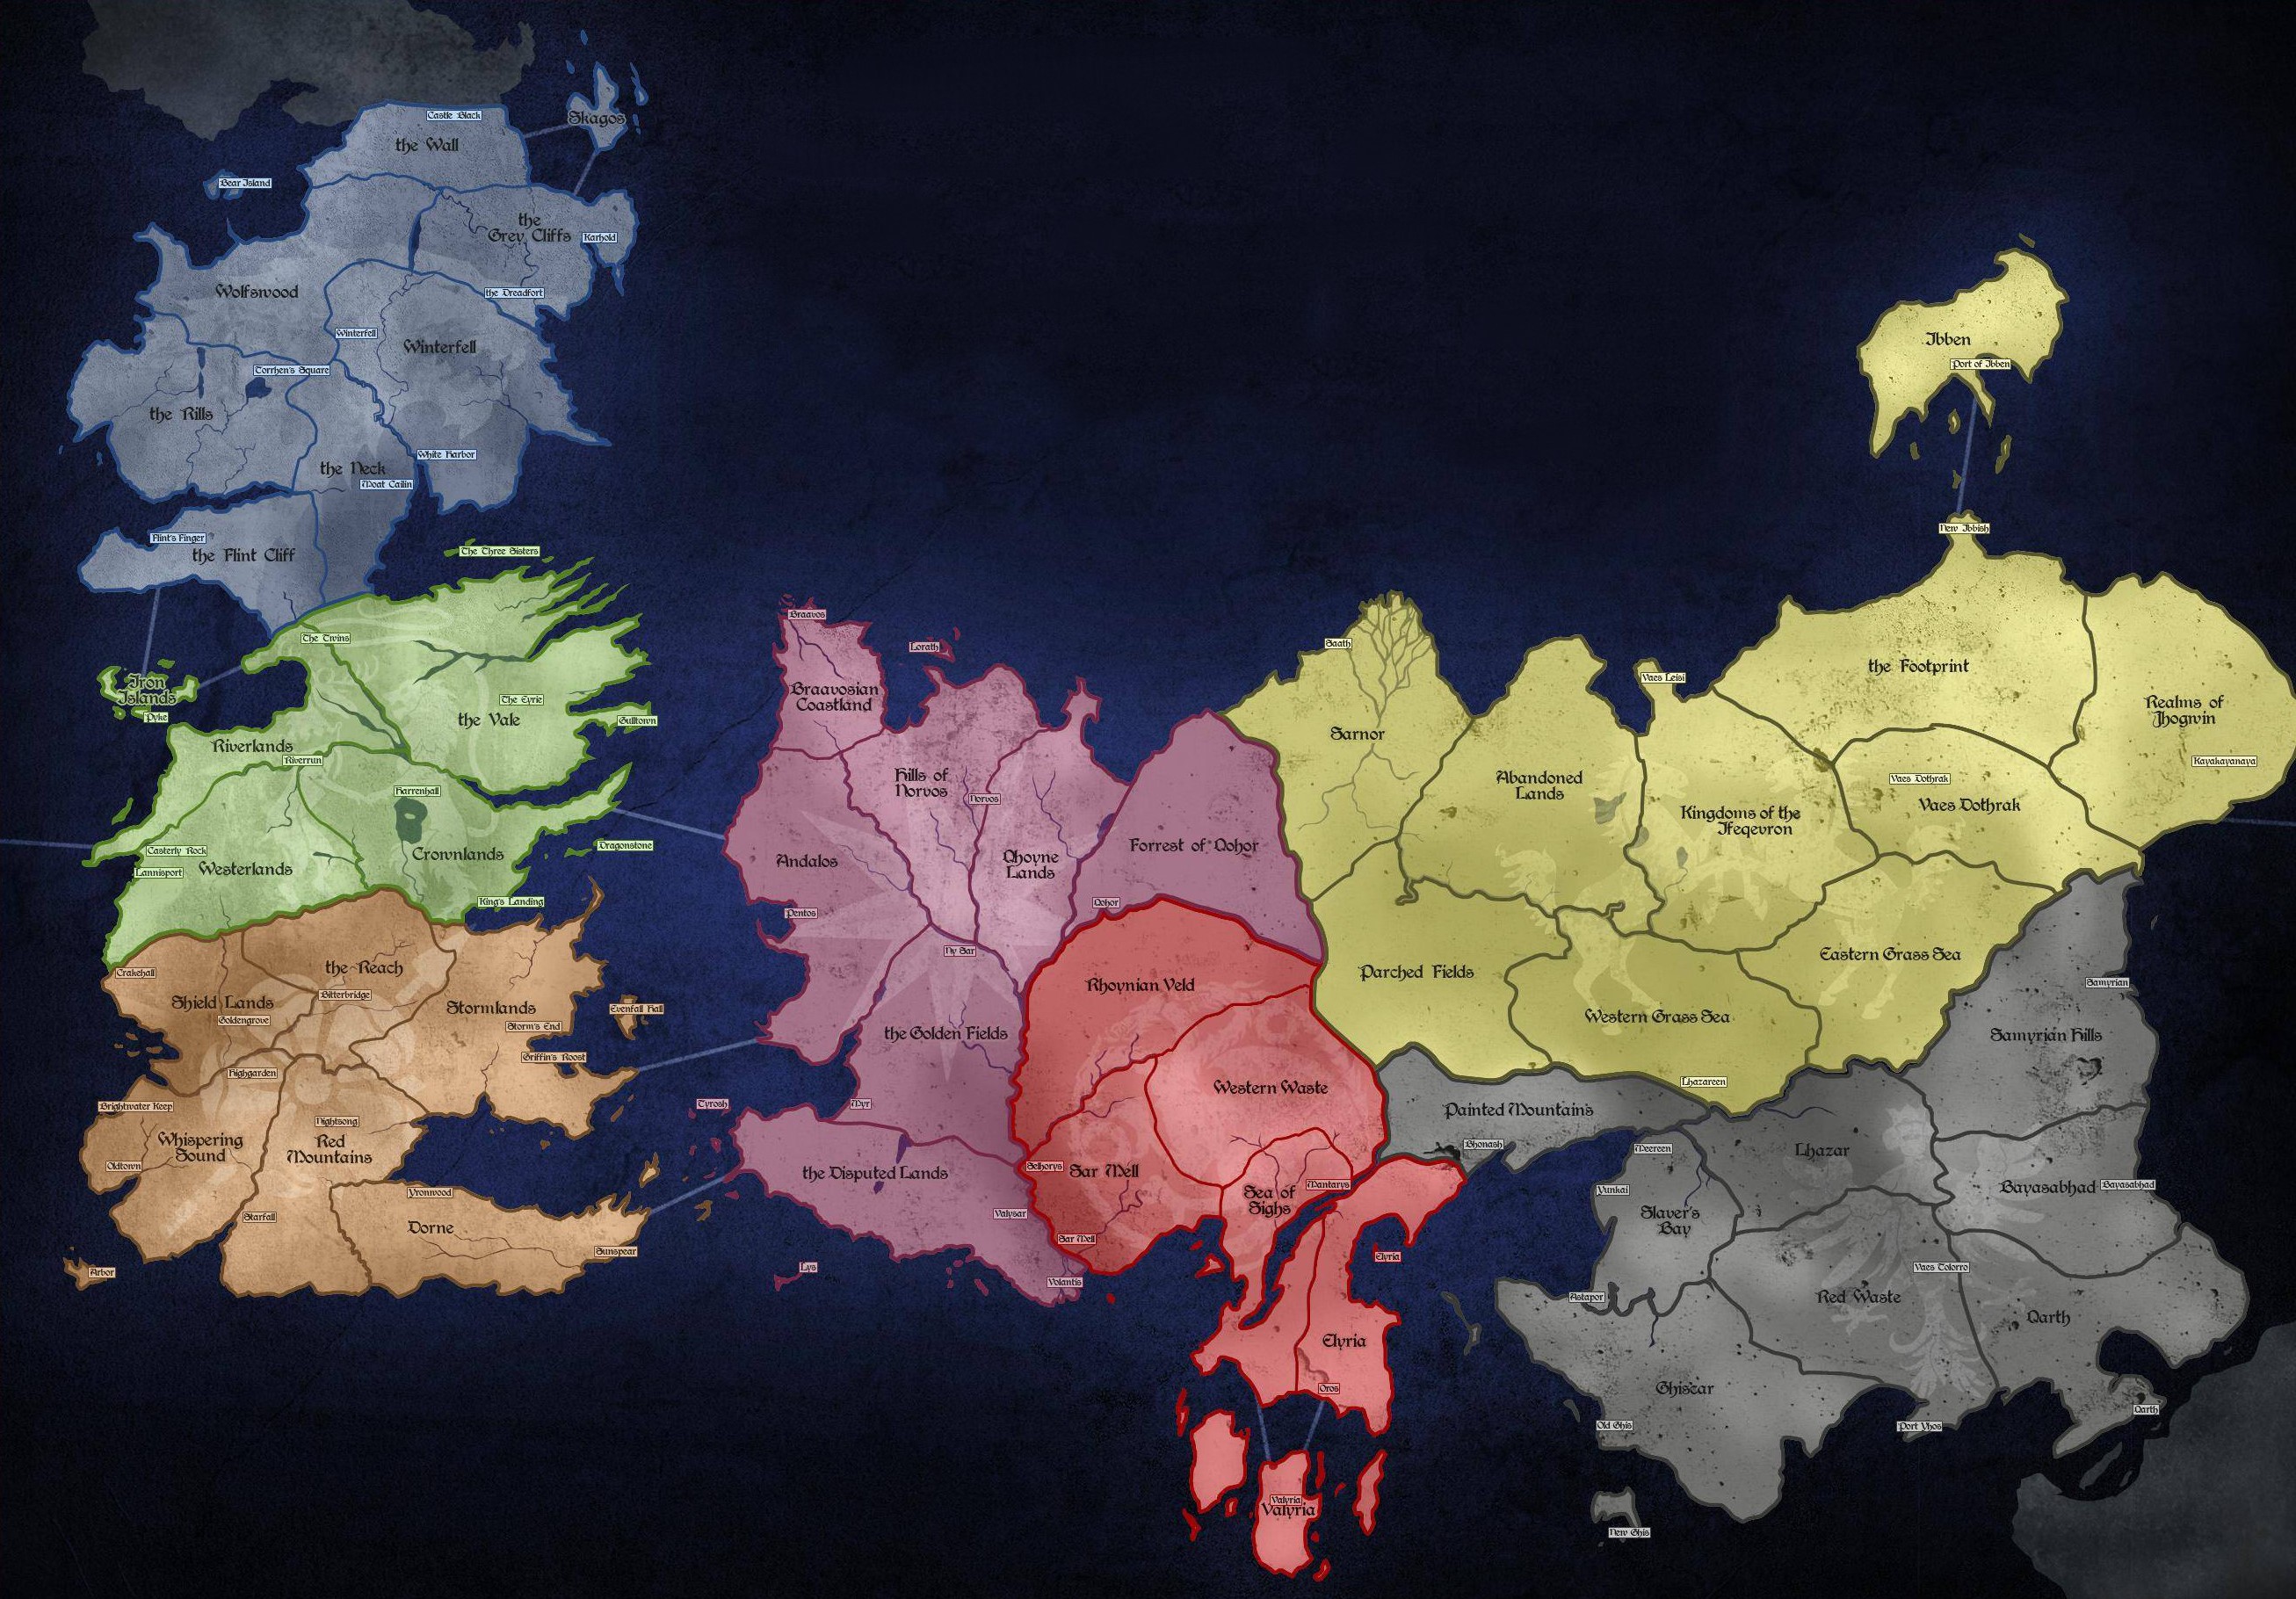 Castle Black
the Wall
Skagos
Bear Island
the
Grey Cliffs
Karhold
Wolfswood
the Dreadfort
Winterfell
Winterfell
Torrhen's Square
the Rills
White Harbor
the Neck
Moat Cailin
Flint's Finger
the Flint Cliff
The Three Sisters
The Twins
Iron
Islands
Pyke
The Eyrie
the Vale
Gulltown
Riverlands
Riverrun
Harrenhall
Casterly Rock
Lannisport
Westerlands
Crownlands
Dragonstone
King's Landing
Crakehall
the Reach
Shield Lands
Bitterbridge
Goldengrove
Stormlands
Evenfall Hall
Storm's End
Griffin's Roost
Highgarden
Brightwater Keep
Nightsong
Whispering
Sound
Red
Mountains
Oldtown
Yronwood
Starfall
Dorne
Sunspear
Arbor
Braavos
Lorath
Braavosian
Coastland
Hills of
Norvos
Norvos
Andalos
Qhoyne
Lands
Forrest of Qohor
Qohor
Pentos
Ny Sar
the Golden Fields
Tyrosh
Myr
the Disputed Lands
Selhorys
Valysar
Lys
Volantis
Rhoynian Veld
Western Waste
Sar Mell
Sar Mell
Sea of
Sighs
Mantarys
Elyria
Elyria
Oros
Valyria
Valyria
Ibben
Port of Ibben
New Ibbish
Saath
Sarnor
Abandoned
Lands
Vaes Leisi
Kingdoms of the
Ifeqevron
the Footprint
Realms of
Jhogwin
Kayakayanaya
Vaes Dothrak
Vaes Dothrak
Parched Fields
Western Grass Sea
Eastern Grass Sea
Lhazareen
Samyrian
Samyrian Hills
Painted Mountains
Bhorash
Meereen
Lhazar
Yunkai
Slaver's
Bay
Bayasabhad
Bayasabhad
Vaes Tolorro
Astapor
Red Waste
Qarth
Ghiscar
Old Ghis
Port Yhos
Qarth
New Ghis